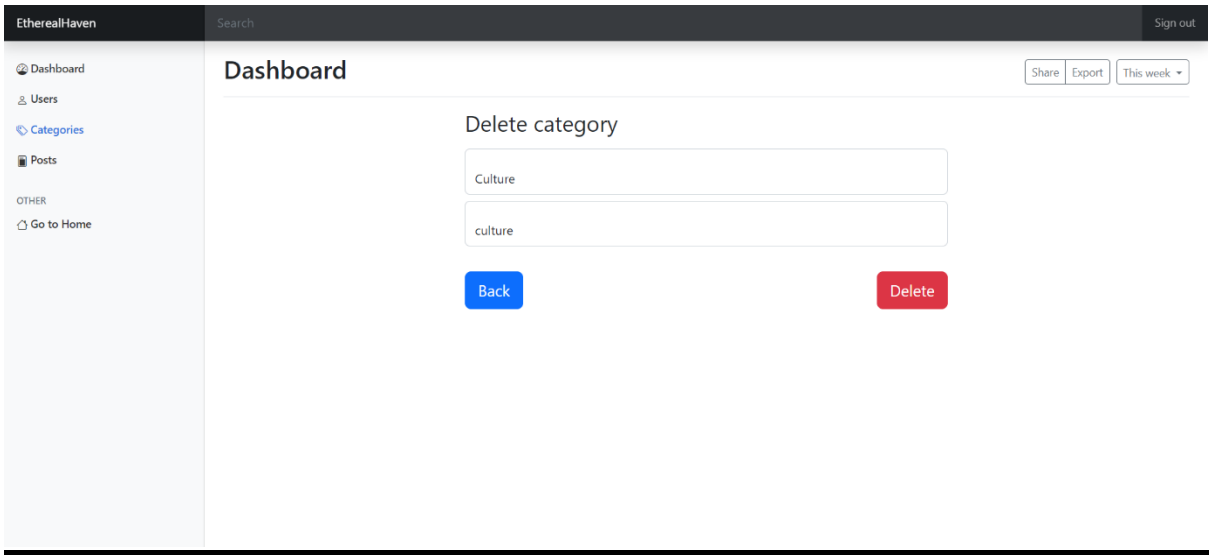 EtherealHaven
Search
Sign out
Dashboard
Users
Categories
Posts
OTHER
Go to Home
Dashboard
Share Export This week
Delete category
Culture
culture
Back Delete